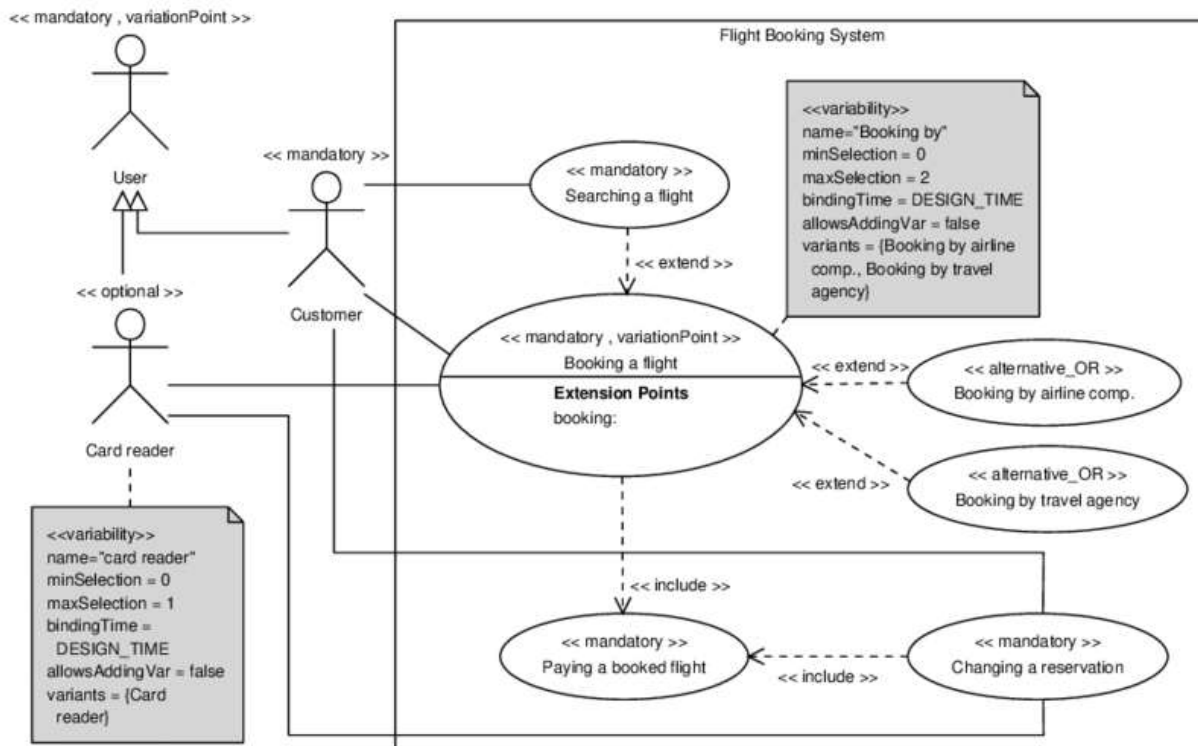 << mandatory , variationPoint >>
User
Flight Booking System
<<variability>>
name="Booking by"
minSelection = 0
maxSelection = 2
bindingTime = DESIGN_TIME
allowsAddingVar = false
variants = {Booking by airline
comp., Booking by travel
agency}
<< mandatory >>
Customer
<< mandatory >>
Searching a flight
<< extend >>
<< optional >>
Card reader
<< mandatory , variationPoint >>
Booking a flight
Extension Points
booking:
<< extend >>
<< alternative_OR >>
Booking by airline comp.
<< extend >>
<< alternative_OR >>
Booking by travel agency
<<variability>>
name="card reader"
minSelection = 0
maxSelection = 1
bindingTime =
DESIGN_TIME
allowsAddingVar = false
variants = {Card
reader}
<< include >>
<< mandatory >>
Paying a booked flight
<< include >>
<< mandatory >>
Changing a reservation